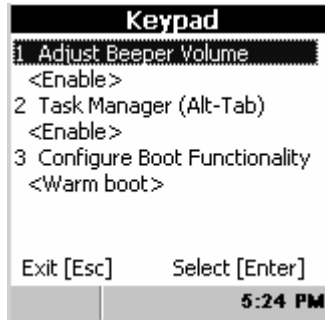 Keypad
1 Adjust Beeper Volume
<Enable>
2 Task Manager (Alt-Tab)
<Enable>
3 Configure Boot Functionality
<Warm boot>
Exit [Esc] Select [Enter]
5:24 PM